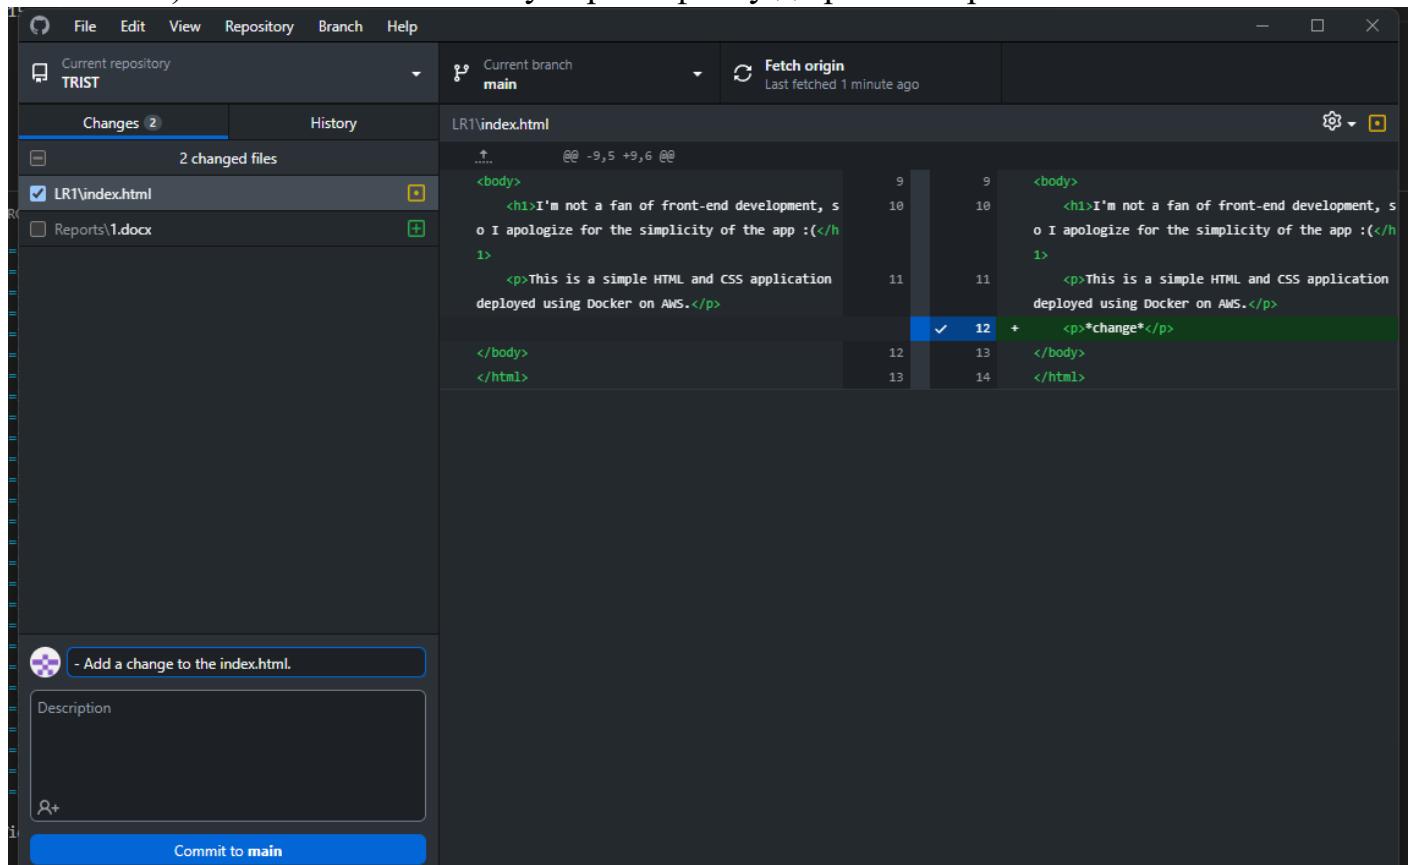 File Edit View Repository Branch Help
Current repository
TRIST
Current branch
main
Fetch origin
Last fetched 1 minute ago
Changes 2 History
2 changed files
LR1\index.html
Reports\1.docx
LR1\index.html
@@ -9,5 +9,6 @@
<body> 9
<h1>I'm not a fan of front-end development, s 10
o I apologize for the simplicity of the app :(</h
1>
<p>This is a simple HTML and CSS application 11
deployed using Docker on AWS.</p>
</body> 12
</html> 13
9 <body>
10 <h1>I'm not a fan of front-end development, s
o I apologize for the simplicity of the app :(</h
1>
11 <p>This is a simple HTML and CSS application
deployed using Docker on AWS.</p>
12 + <p>*change*</p>
13 </body>
14 </html>
- Add a change to the index.html.
Description
Commit to main